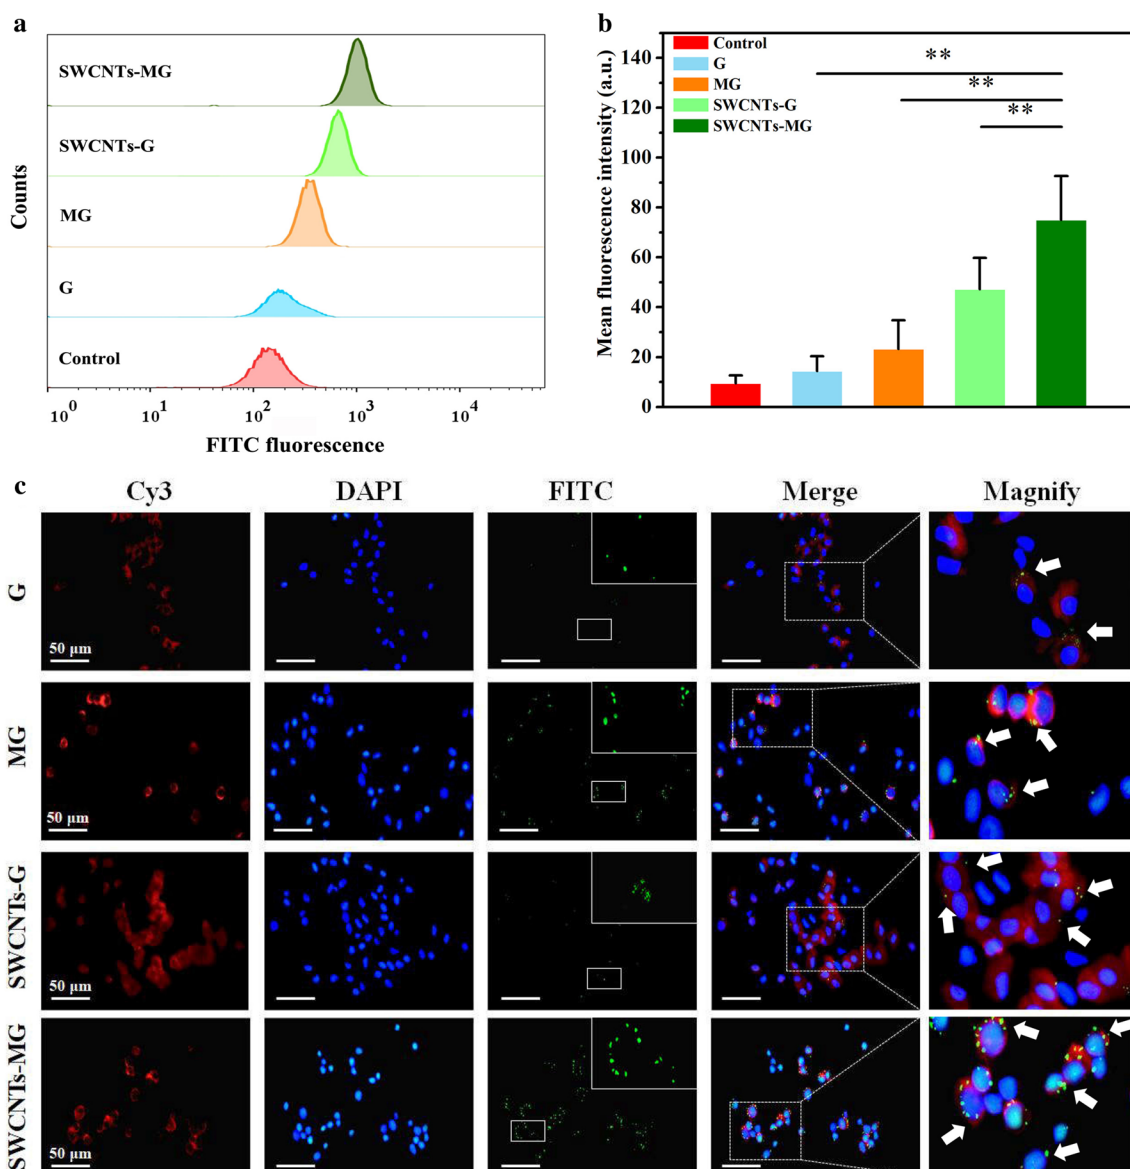 a
SWCNTs-MG
SWCNTs-G
MG
G
Control
Counts
10^0 10^1 10^2 10^3 10^4
FITC fluorescence
b
Mean fluorescence intensity (a.u.)
140
120
100
80
60
40
20
0
Control
G
MG
SWCNTs-G
SWCNTs-MG
**
**
**
c
Cy3 DAPI FITC Merge Magnify
G
50 μm
MG
50 μm
SWCNTs-G
50 μm
SWCNTs-MG
50 μm